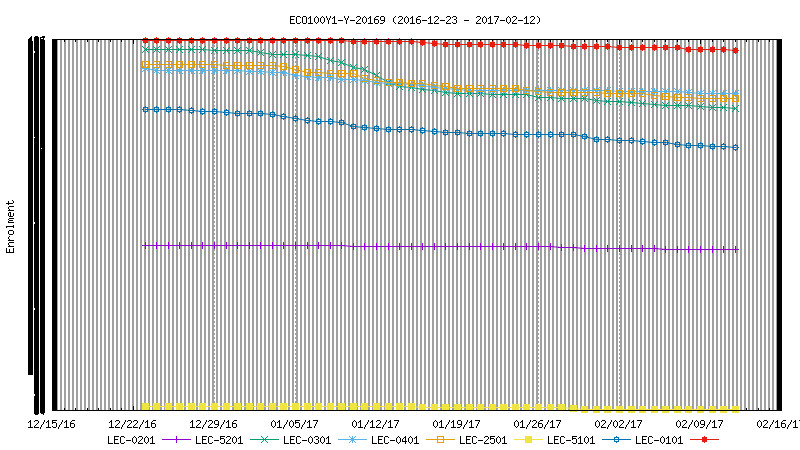 ECO100Y1-Y-20169 (2016-12-23 - 2017-02-12)
Enrolment
12/15/16 12/22/16 12/29/16 01/05/17 01/12/17 01/19/17 01/26/17 02/02/17 02/09/17 02/16/17
LEC-0201 LEC-5201 LEC-0301 LEC-0401 LEC-2501 LEC-5101 LEC-0101